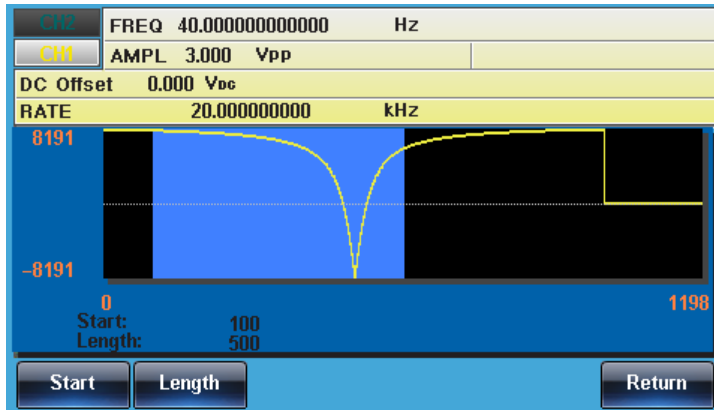 CH2 FREQ 40.000000000000 Hz
CH1 AMPL 3.000 Vpp
DC Offset 0.000 VDC
RATE 20.000000000 kHz
8191
-8191
0 1198
Start: 100
Length: 500
Start Length Return